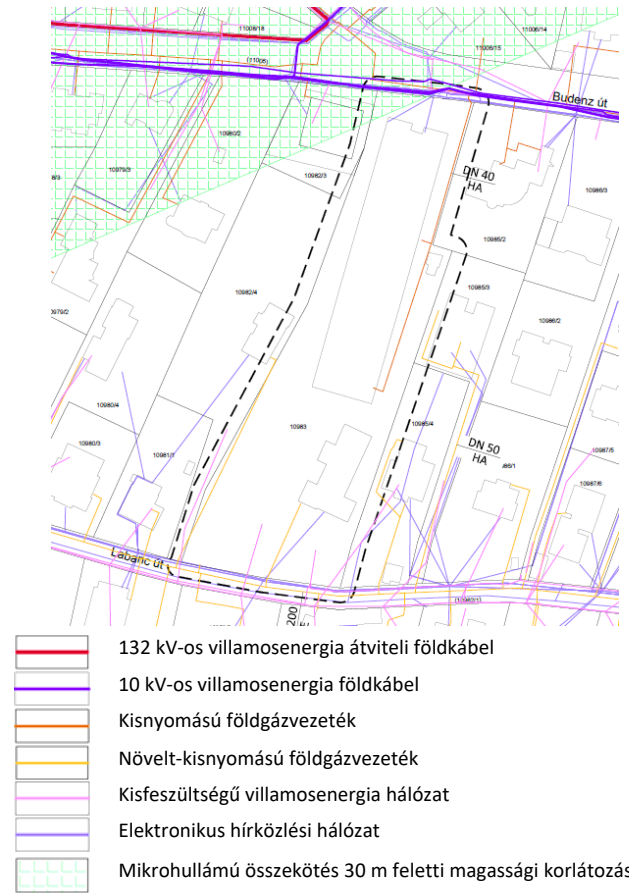 11008/18
11006/14
11006/15
(11005)
Budenz út
10980/2
10979/3
10982/3
DN 40
HA
10986/3
10985/2
10982/4
10985/3
10979/2
10986/2
10980/4
10983
10985/4
10980/3
10981/1
DN 50
HA
10987/5
10987/6
Labanc út
200
132 kV-os villamosenergia átviteli földkábel
10 kV-os villamosenergia földkábel
Kisnyomású földgázvezeték
Növelt-kisnyomású földgázvezeték
Kisfeszültségű villamosenergia hálózat
Elektronikus hírközlési hálózat
Mikrohullámú összekötés 30 m feletti magassági korlátozás